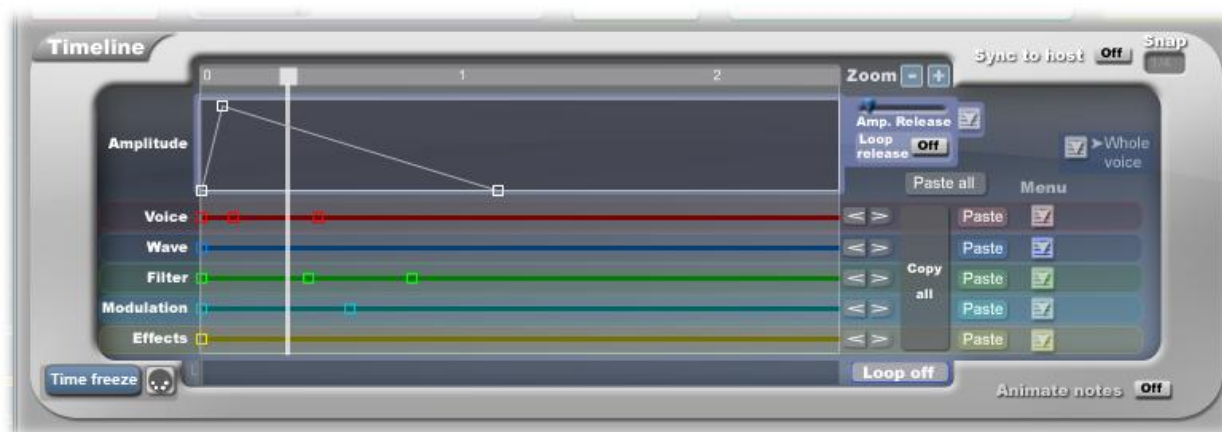 Timeline
Sync to host Off
Snap
1/4
0 1 2
Zoom - +
Amplitude
Amp. Release
Loop
release Off
Whole
voice
Paste all
Menu
Voice < > Paste
Wave < > Paste
Filter < > Paste
Copy
all
Modulation < > Paste
Effects < > Paste
Time freeze
L
Loop off
Animate notes Off